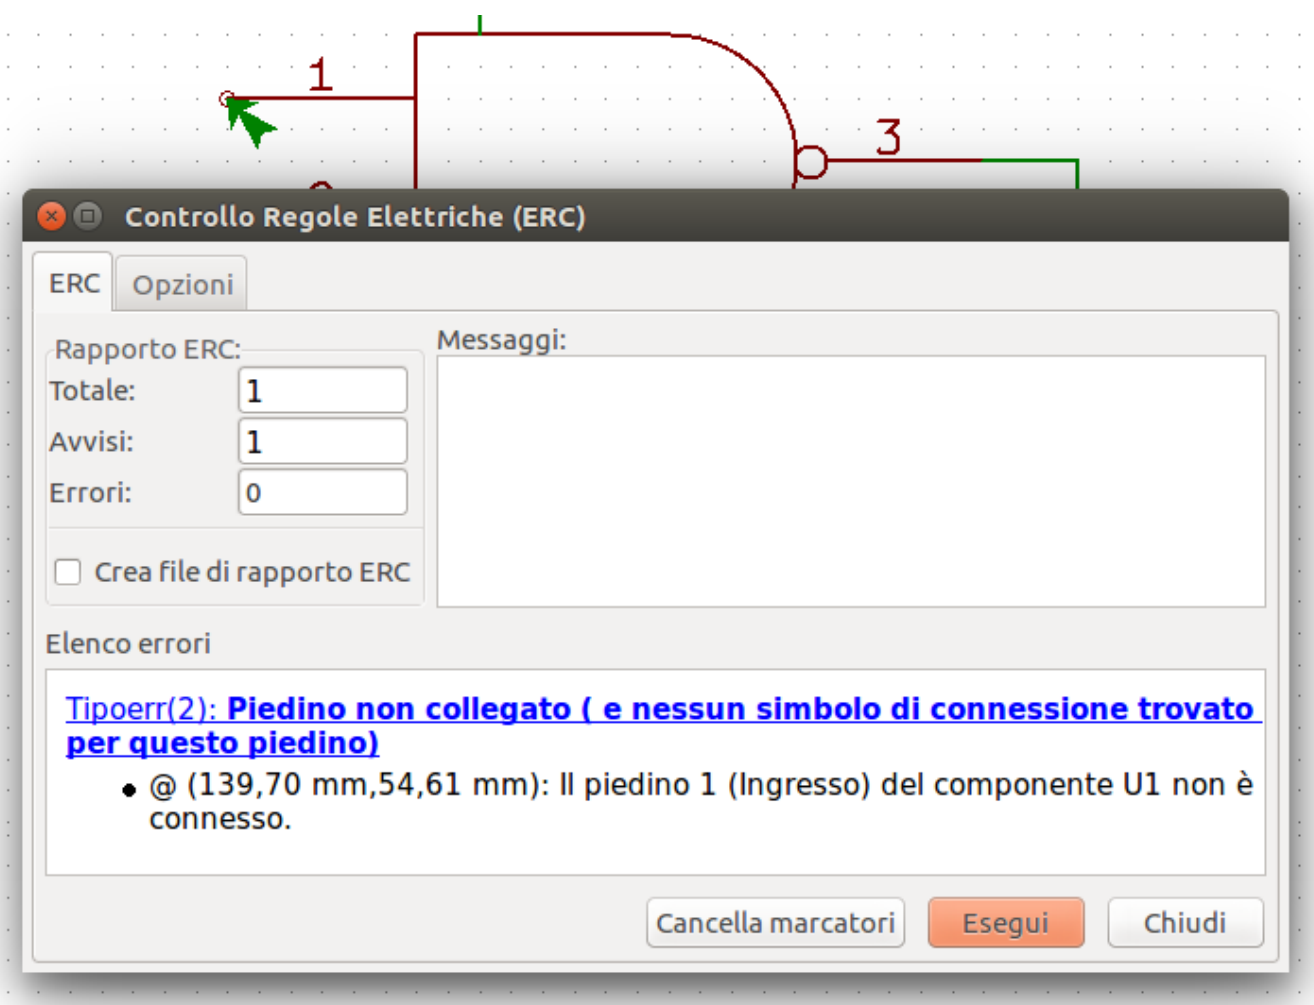 1
3
Controllo Regole Elettriche (ERC)
ERC Opzioni
Rapporto ERC:
Messaggi:
Totale: 1
Avvisi: 1
Errori: 0
Crea file di rapporto ERC
Elenco errori
Tipoerr(2): Piedino non collegato ( e nessun simbolo di connessione trovato
per questo piedino)
• @ (139,70 mm,54,61 mm): Il piedino 1 (Ingresso) del componente U1 non è
connesso.
Cancella marcatori Esegui Chiudi